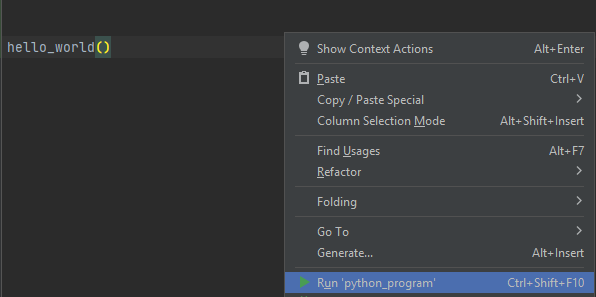 hello_world()
Show Context Actions Alt+Enter
Paste Ctrl+V
Copy / Paste Special
Column Selection Mode Alt+Shift+Insert
Find Usages Alt+F7
Refactor
Folding
Go To
Generate... Alt+Insert
Run 'python_program' Ctrl+Shift+F10